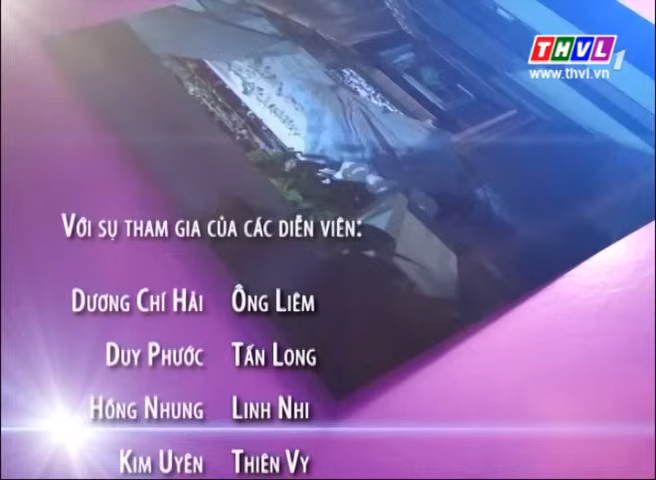 THVL1
www.thvl.vn
VỚI SỰ THAM GIA CỦA CÁC DIỄN VIÊN:
DƯƠNG CHÍ HẢI ÔNG LIÊM
DUY PHƯỚC TẤN LONG
HỒNG NHUNG LINH NHI
KIM UYÊN THIÊN VY